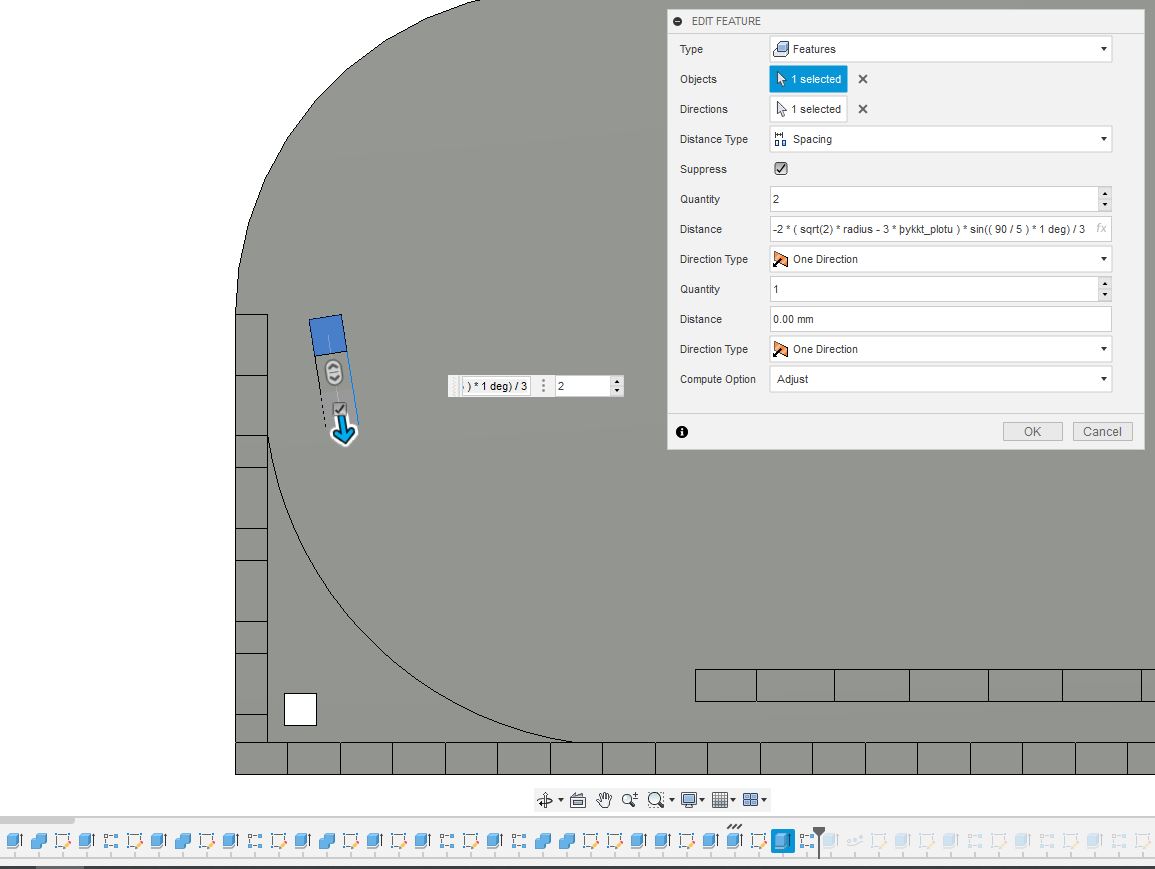 EDIT FEATURE
Type Features
Objects 1 selected
Directions 1 selected
Distance Type Spacing
Suppress
Quantity 2
Distance -2 * ( sqrt(2) * radius - 3 * þykkt_plotu ) * sin(( 90 / 5 ) * 1 deg) / 3 fx
Direction Type One Direction
Quantity 1
Distance 0.00 mm
Direction Type One Direction
Compute Option Adjust
OK Cancel
) * 1 deg) / 3 2